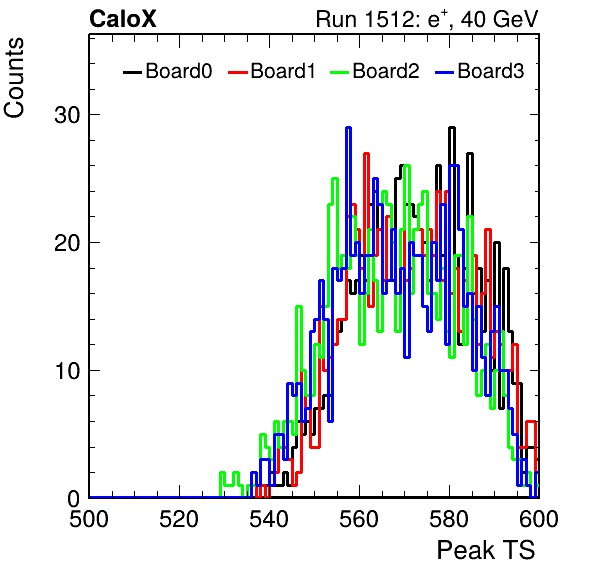 CaloX Run 1512: e⁺, 40 GeV
Counts
Board0 Board1 Board2 Board3
30
20
10
0
500 520 540 560 580 600
Peak TS